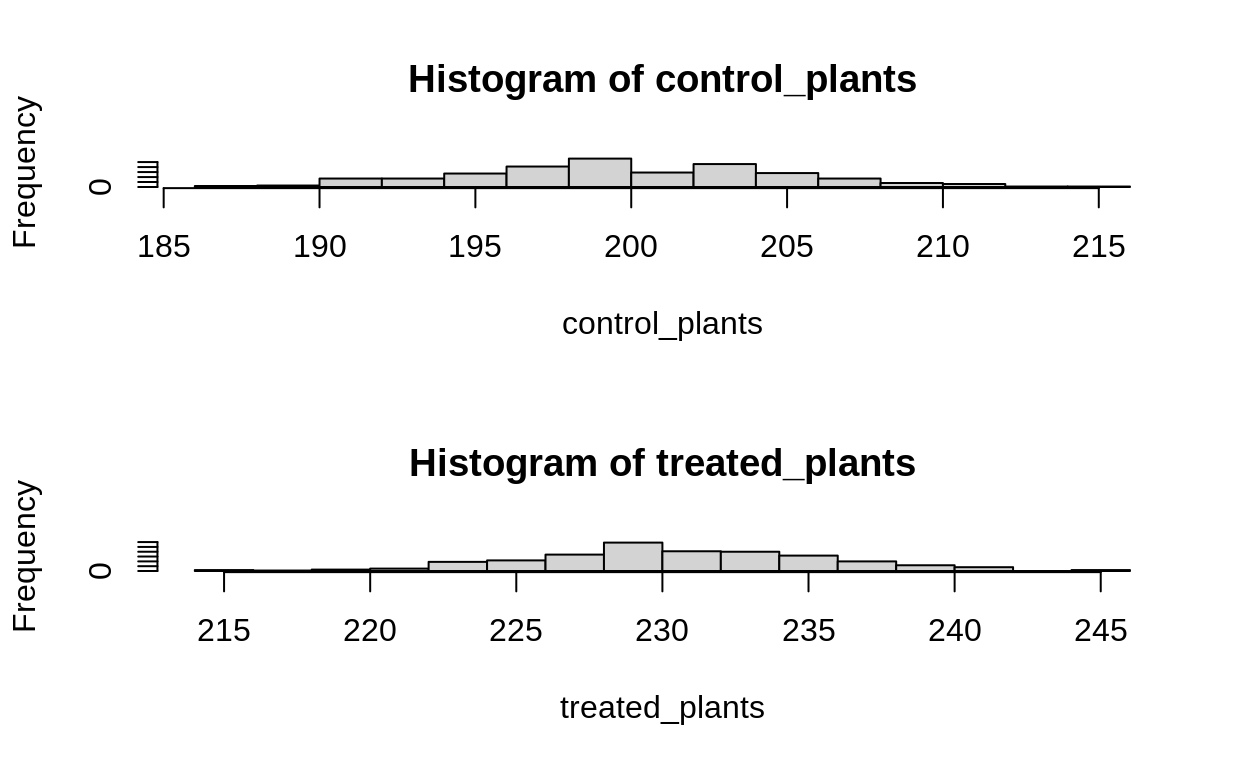 Histogram of control_plants
Frequency
0
185 190 195 200 205 210 215
control_plants
Histogram of treated_plants
Frequency
0
215 220 225 230 235 240 245
treated_plants